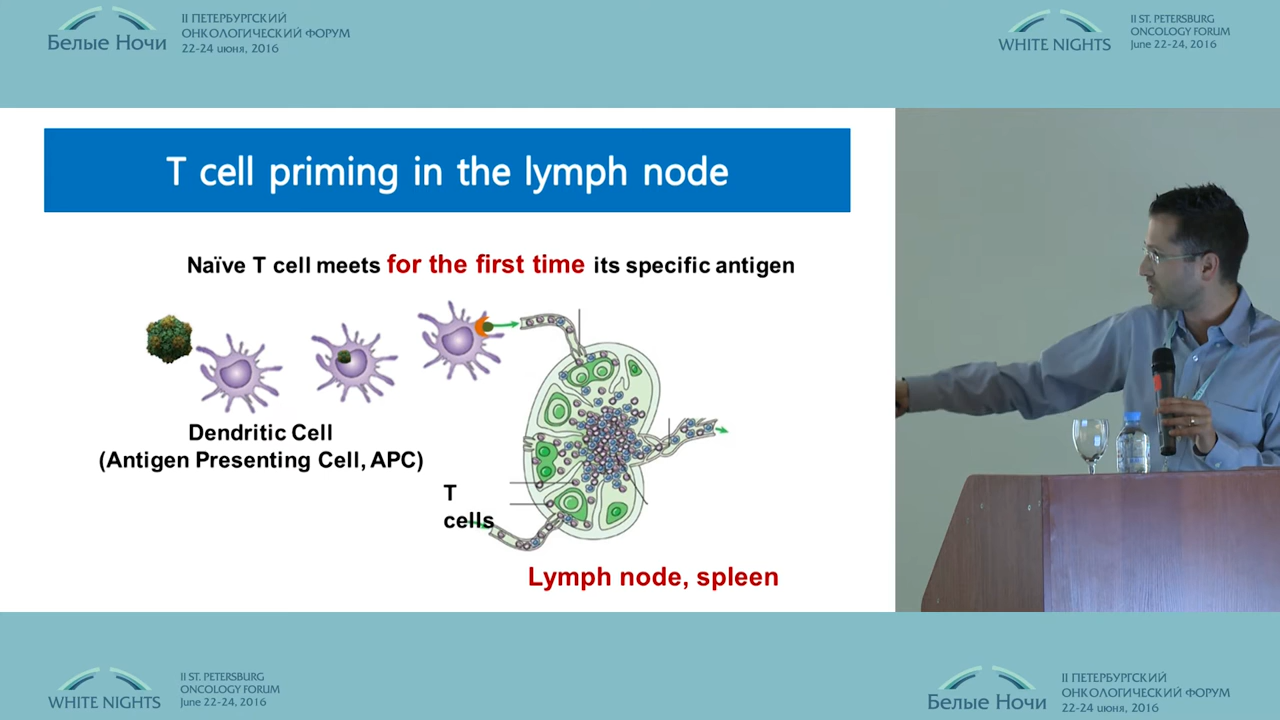 II ПЕТЕРБУРГСКИЙ
ОНКОЛОГИЧЕСКИЙ ФОРУМ
Белые Ночи
22-24 июня, 2016
II ST. PETERSBURG
ONCOLOGY FORUM
WHITE NIGHTS
June 22-24, 2016
T cell priming in the lymph node
Naïve T cell meets for the first time its specific antigen
Dendritic Cell
(Antigen Presenting Cell, APC)
T
cells
Lymph node, spleen
II ST. PETERSBURG
ONCOLOGY FORUM
WHITE NIGHTS
June 22-24, 2016
II ПЕТЕРБУРГСКИЙ
ОНКОЛОГИЧЕСКИЙ ФОРУМ
Белые Ночи
22-24 июня, 2016